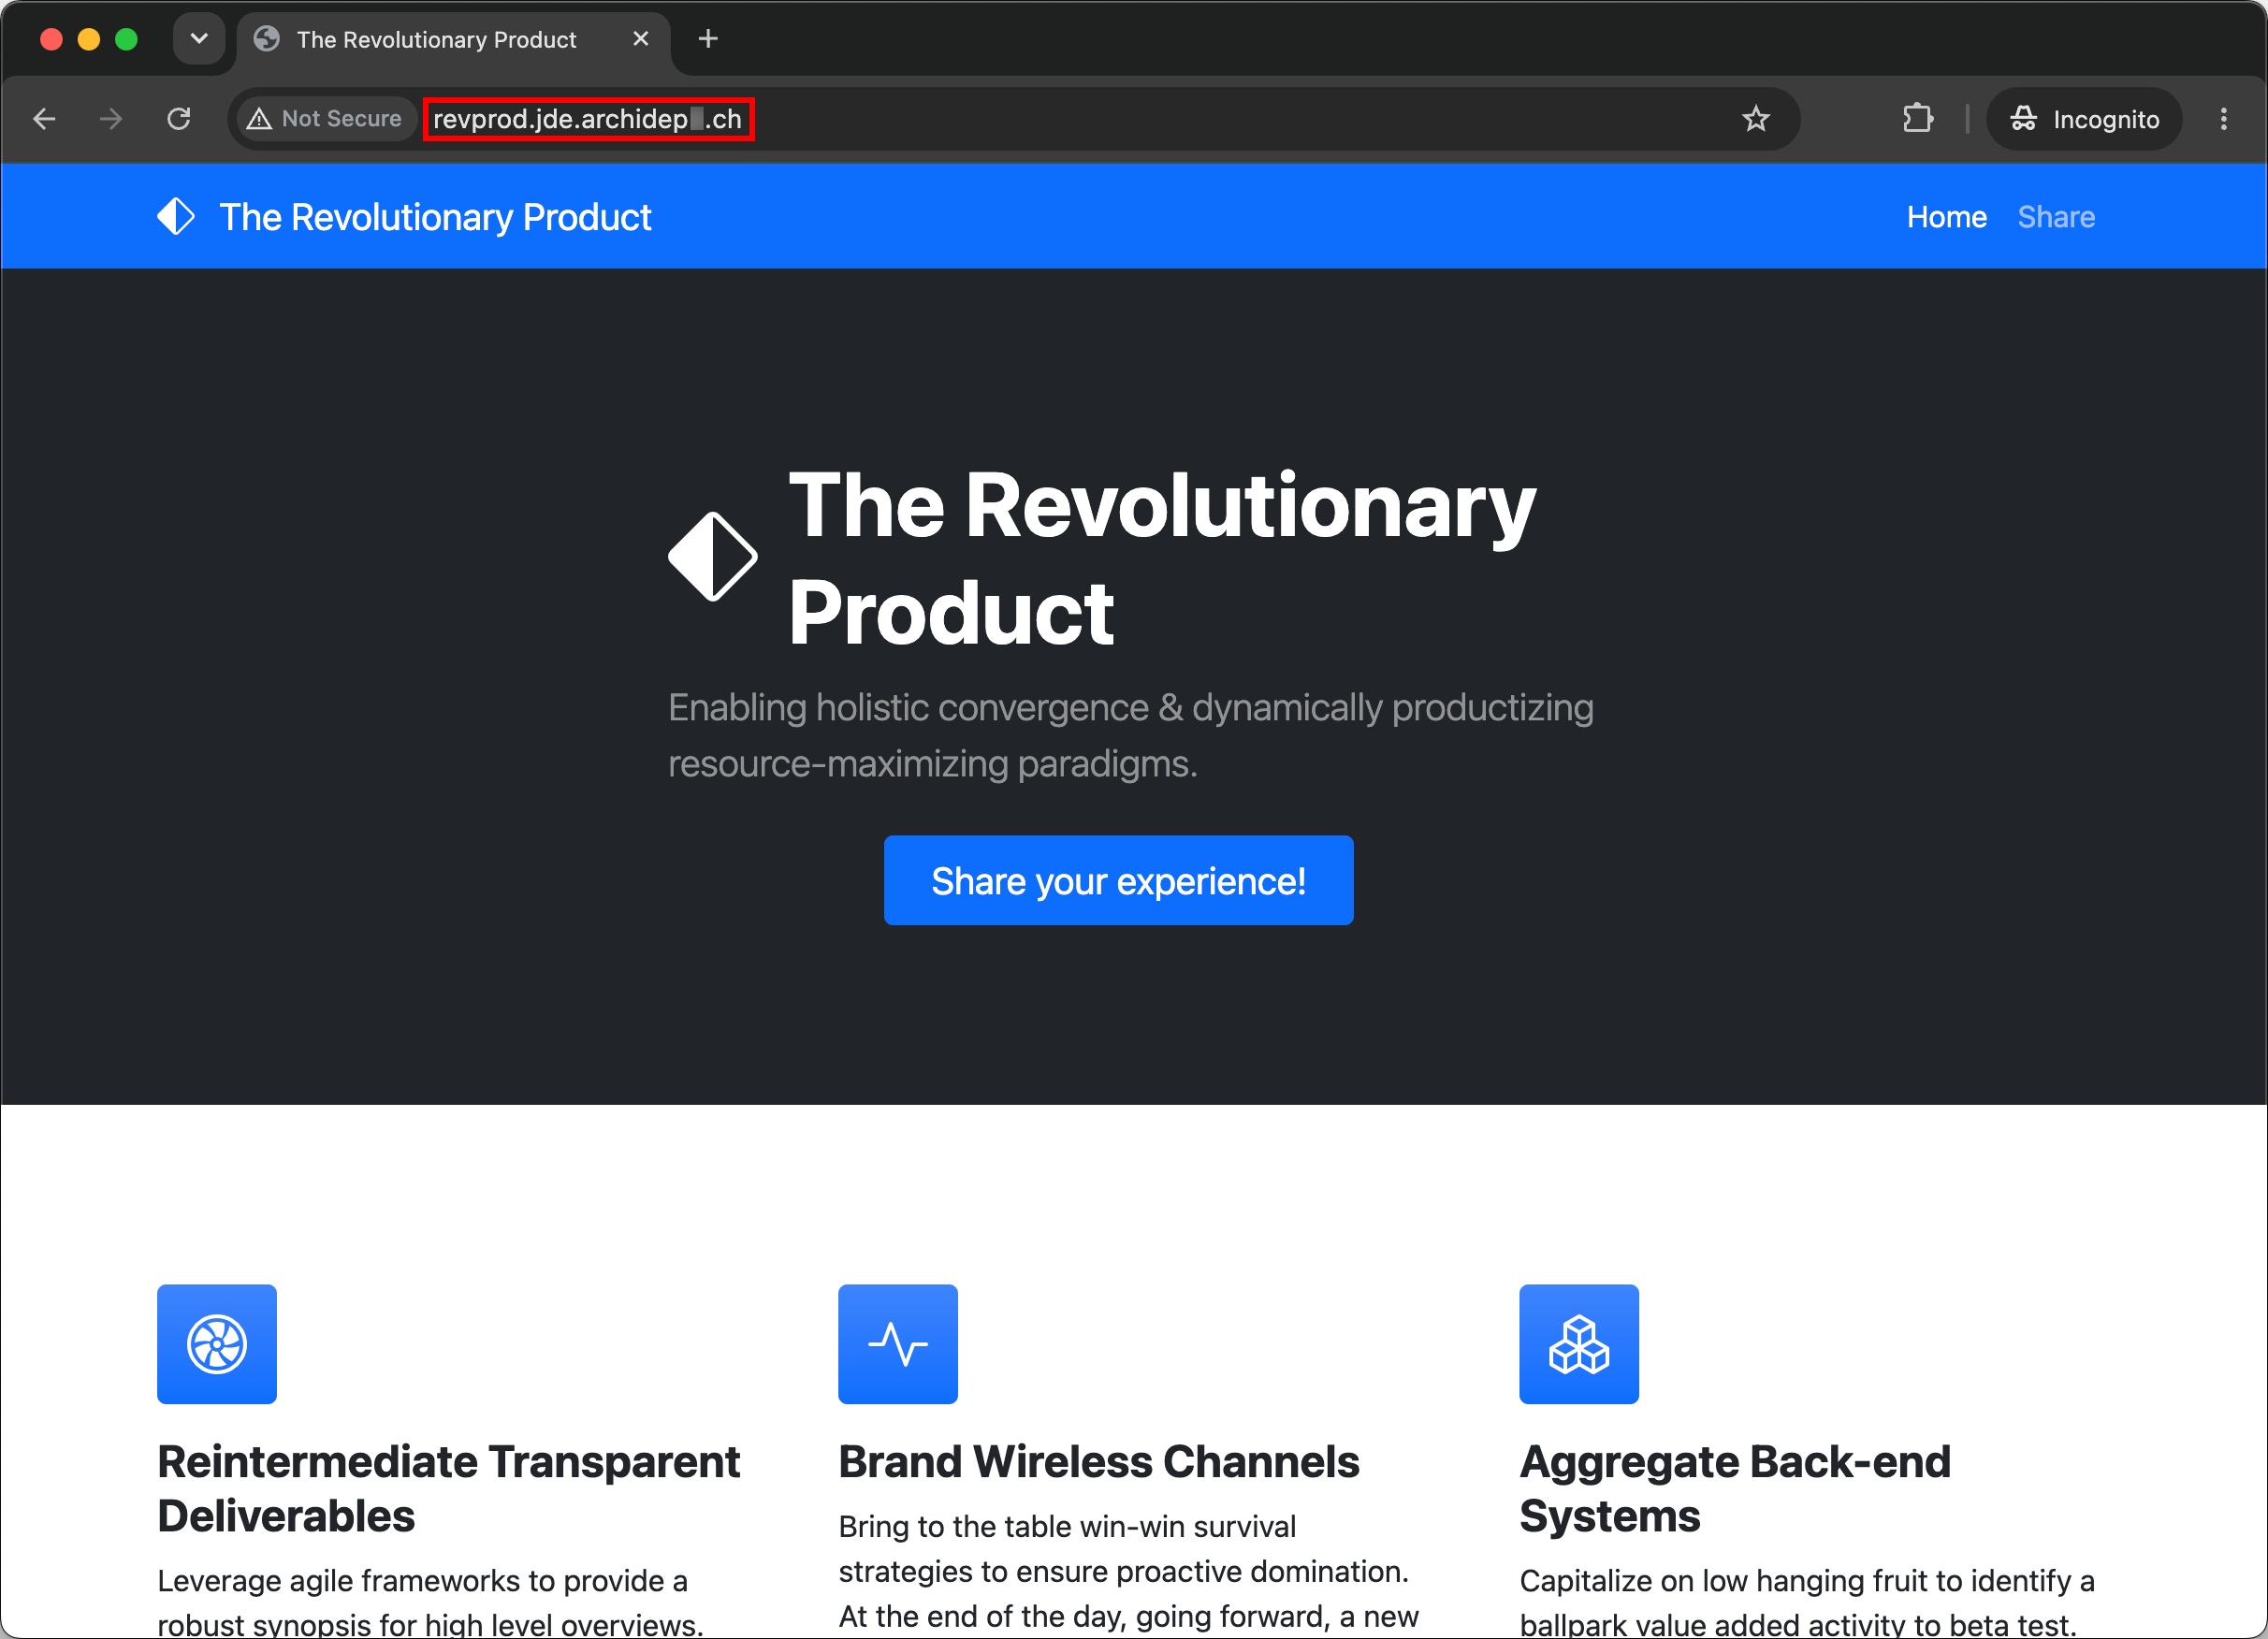 The Revolutionary Product
Not Secure
revprod.jde.archidep .ch
Incognito
The Revolutionary Product
Home
Share
The Revolutionary
Product
Enabling holistic convergence & dynamically productizing
resource-maximizing paradigms.
Share your experience!
Reintermediate Transparent
Deliverables
Leverage agile frameworks to provide a
robust synopsis for high level overviews.
Brand Wireless Channels
Bring to the table win-win survival
strategies to ensure proactive domination.
At the end of the day, going forward, a new
Aggregate Back-end
Systems
Capitalize on low hanging fruit to identify a
ballpark value added activity to beta test.